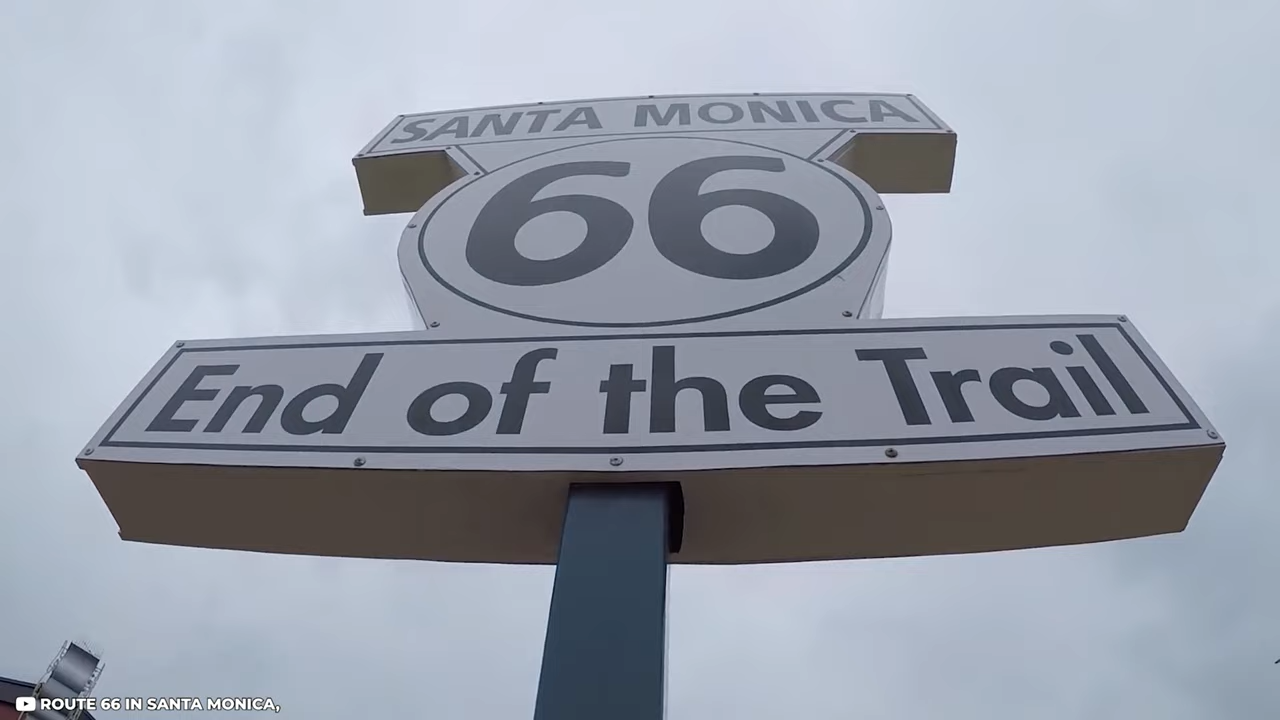 SANTA MONICA
66
End of the Trail
ROUTE 66 IN SANTA MONICA,